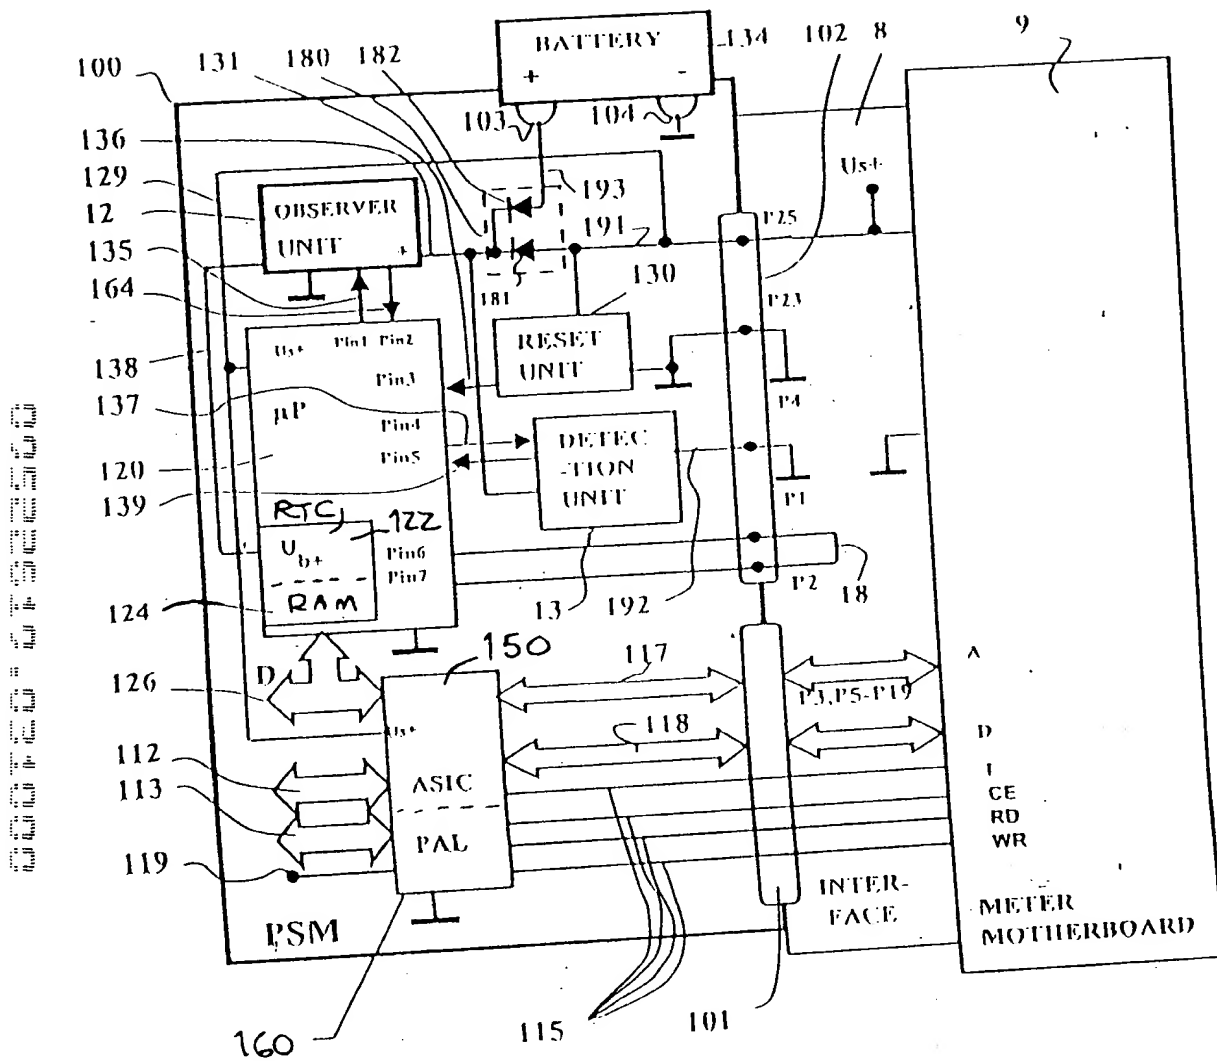 BATTERY
+ -
134
102
8
9
100
131
180
182
103
104
136
129
12
135
164
138
137
120
139
124
126
112
113
119
193
Us+
OBSERVER
UNIT
+
191
P25
181
130
P23
Us+ Pin1 Pin2
RESET
UNIT
Pin3
µP
Pin4
Pin5
P4
DETEC
-TION
UNIT
P1
RTC
122
Ub+
RAM
Pin6
Pin7
P2
18
13
192
150
D
117
A
P3,P5-P19
118
D
Us+
ASIC
PAL
I
CE
RD
WR
INTER-
FACE
METER
MOTHERBOARD
PSM
160
115
101